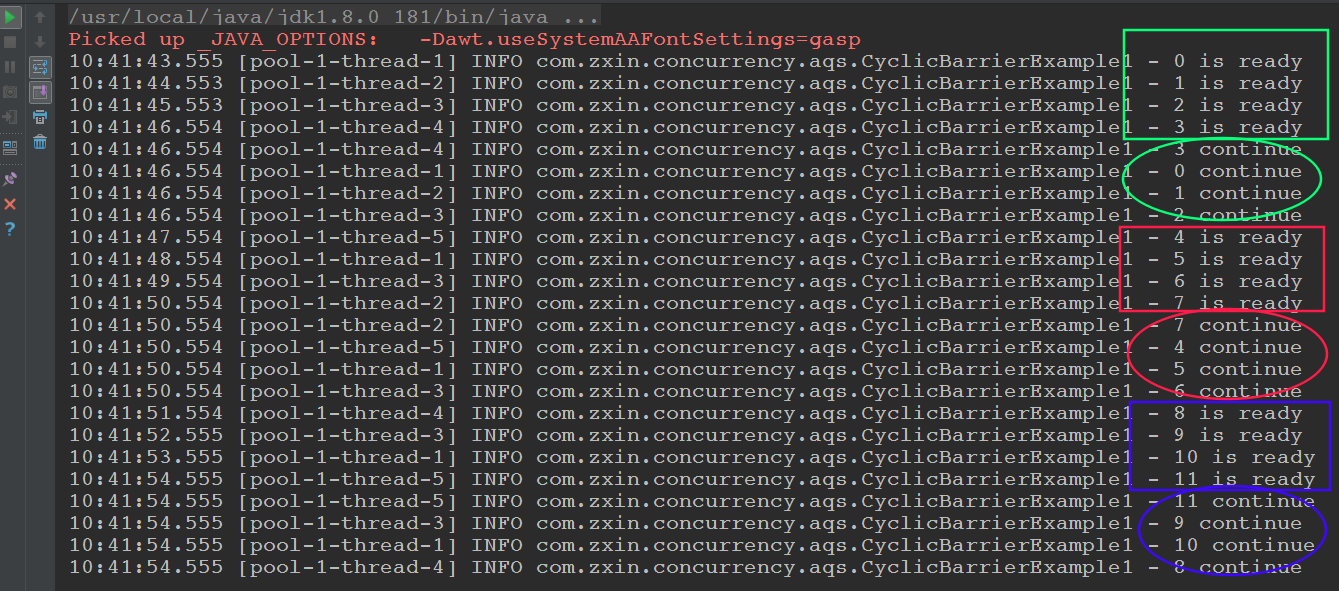 /usr/local/java/jdk1.8.0_181/bin/java ...
Picked up _JAVA_OPTIONS:   -Dawt.useSystemAAFontSettings=gasp
10:41:43.555 [pool-1-thread-1] INFO com.zxin.concurrency.aqs.CyclicBarrierExample1 - 0 is ready
10:41:44.553 [pool-1-thread-2] INFO com.zxin.concurrency.aqs.CyclicBarrierExample1 - 1 is ready
10:41:45.553 [pool-1-thread-3] INFO com.zxin.concurrency.aqs.CyclicBarrierExample1 - 2 is ready
10:41:46.554 [pool-1-thread-4] INFO com.zxin.concurrency.aqs.CyclicBarrierExample1 - 3 is ready
10:41:46.554 [pool-1-thread-4] INFO com.zxin.concurrency.aqs.CyclicBarrierExample1 - 3 continue
10:41:46.554 [pool-1-thread-1] INFO com.zxin.concurrency.aqs.CyclicBarrierExample1 - 0 continue
10:41:46.554 [pool-1-thread-2] INFO com.zxin.concurrency.aqs.CyclicBarrierExample1 - 1 continue
10:41:46.554 [pool-1-thread-3] INFO com.zxin.concurrency.aqs.CyclicBarrierExample1 - 2 continue
10:41:47.554 [pool-1-thread-5] INFO com.zxin.concurrency.aqs.CyclicBarrierExample1 - 4 is ready
10:41:48.554 [pool-1-thread-1] INFO com.zxin.concurrency.aqs.CyclicBarrierExample1 - 5 is ready
10:41:49.554 [pool-1-thread-3] INFO com.zxin.concurrency.aqs.CyclicBarrierExample1 - 6 is ready
10:41:50.554 [pool-1-thread-2] INFO com.zxin.concurrency.aqs.CyclicBarrierExample1 - 7 is ready
10:41:50.554 [pool-1-thread-2] INFO com.zxin.concurrency.aqs.CyclicBarrierExample1 - 7 continue
10:41:50.554 [pool-1-thread-5] INFO com.zxin.concurrency.aqs.CyclicBarrierExample1 - 4 continue
10:41:50.554 [pool-1-thread-1] INFO com.zxin.concurrency.aqs.CyclicBarrierExample1 - 5 continue
10:41:50.554 [pool-1-thread-3] INFO com.zxin.concurrency.aqs.CyclicBarrierExample1 - 6 continue
10:41:51.554 [pool-1-thread-4] INFO com.zxin.concurrency.aqs.CyclicBarrierExample1 - 8 is ready
10:41:52.555 [pool-1-thread-3] INFO com.zxin.concurrency.aqs.CyclicBarrierExample1 - 9 is ready
10:41:53.555 [pool-1-thread-1] INFO com.zxin.concurrency.aqs.CyclicBarrierExample1 - 10 is ready
10:41:54.555 [pool-1-thread-5] INFO com.zxin.concurrency.aqs.CyclicBarrierExample1 - 11 is ready
10:41:54.555 [pool-1-thread-5] INFO com.zxin.concurrency.aqs.CyclicBarrierExample1 - 11 continue
10:41:54.555 [pool-1-thread-3] INFO com.zxin.concurrency.aqs.CyclicBarrierExample1 - 9 continue
10:41:54.555 [pool-1-thread-1] INFO com.zxin.concurrency.aqs.CyclicBarrierExample1 - 10 continue
10:41:54.555 [pool-1-thread-4] INFO com.zxin.concurrency.aqs.CyclicBarrierExample1 - 8 continue